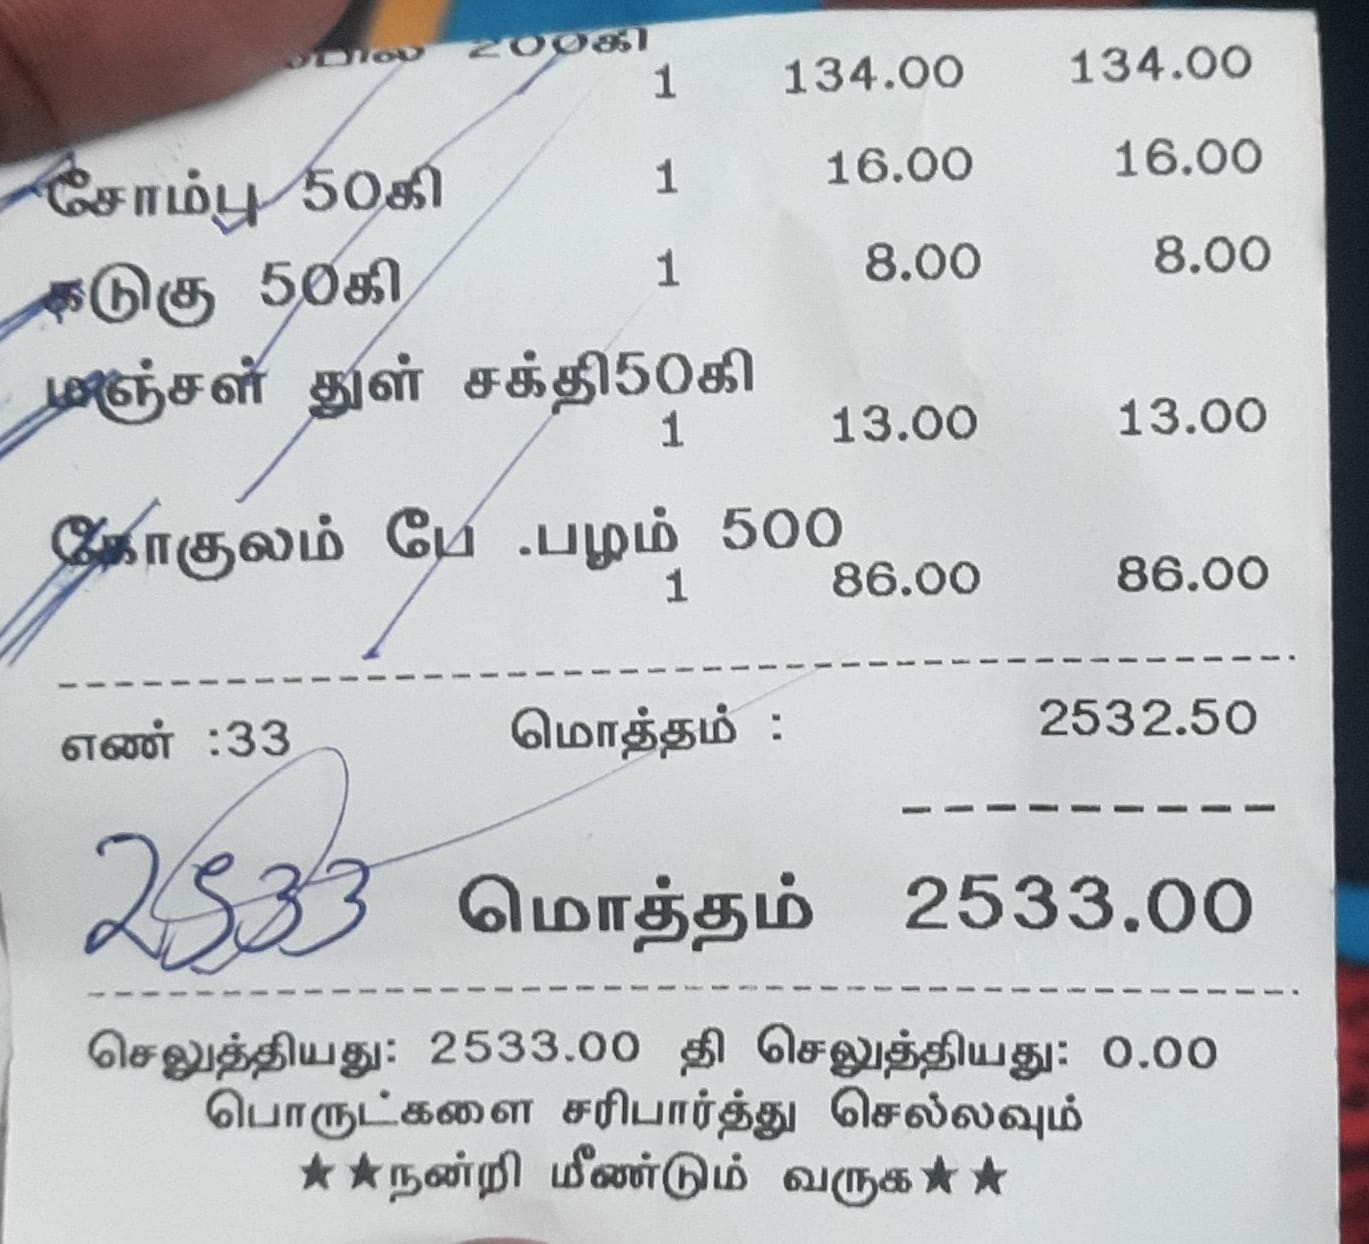 200கி
1 134.00 134.00
சோம்பு 50கி 1 16.00 16.00
கடுகு 50கி 1 8.00 8.00
மஞ்சள் துள் சக்தி50கி
1 13.00 13.00
கோகுலம் பே .பழம் 500
1 86.00 86.00
எண் :33 மொத்தம் : 2532.50
2533 மொத்தம் 2533.00
செலுத்தியது: 2533.00 தி செலுத்தியது: 0.00
பொருட்களை சரிபார்த்து செல்லவும்
★★நன்றி மீண்டும் வருக★★